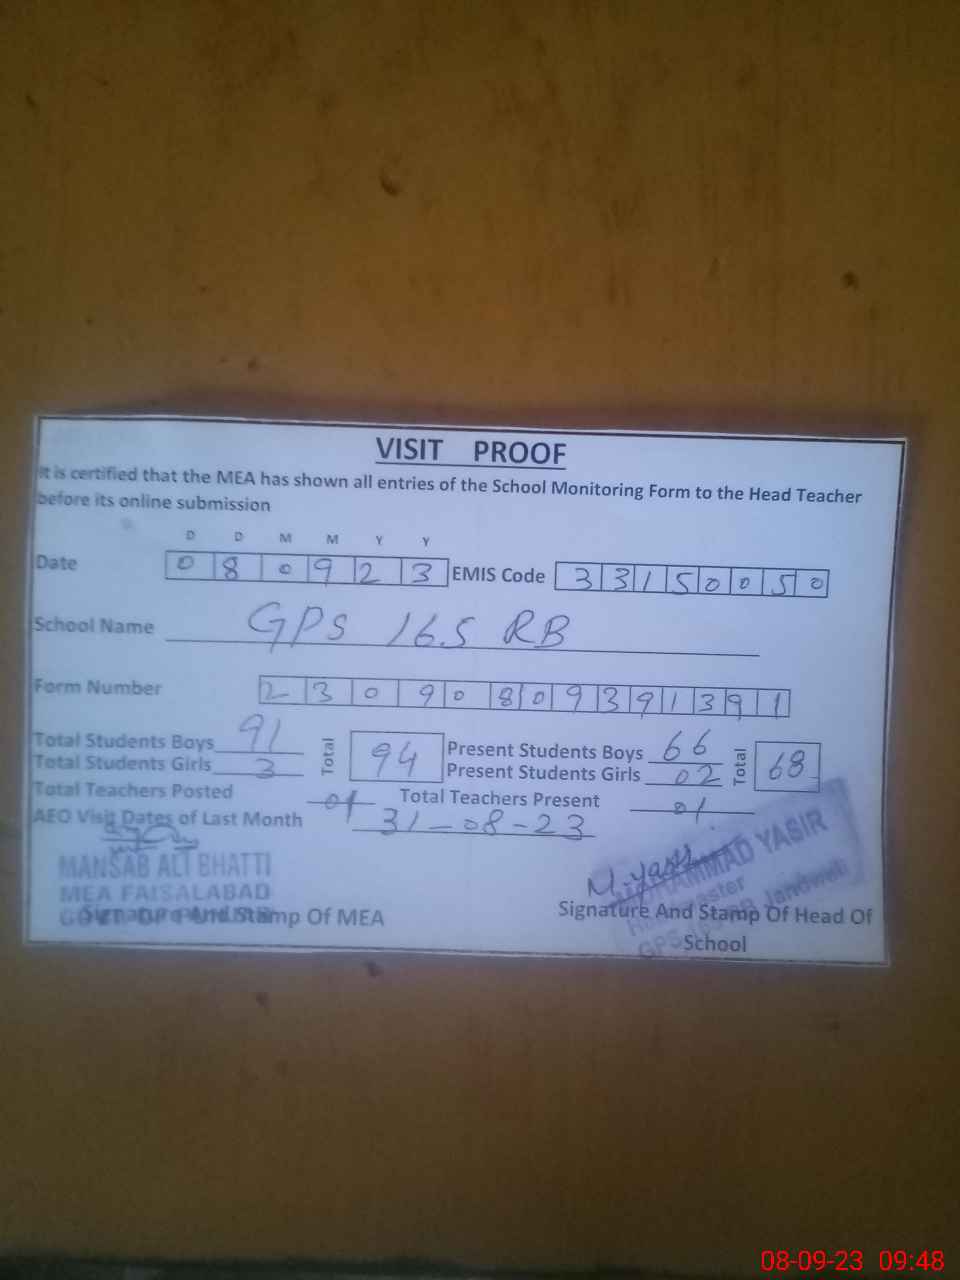 VISIT PROOF
It is certified that the MEA has shown all entries of the School Monitoring Form to the Head Teacher
before its online submission
D D M M Y Y
Date 0 8 0 9 2 3 EMIS Code 3 3 1 5 0 0 5 0
School Name GPS 165 RB
Form Number 2 3 0 9 0 8 0 9 3 9 1 3 9 1
Total Students Boys 91 Total 94 Present Students Boys 66 Total 68
Total Students Girls 3 Present Students Girls 02
Total Teachers Posted 01 Total Teachers Present 01
AEO Visit Dates of Last Month 31-08-23
MANSAB ALI BHATTI
MEA FAISALABAD
Signature And Stamp Of MEA
M. Yasir
MUHAMMAD YASIR
Headmaster
GPS RB Jandwali
Signature And Stamp Of Head Of
School
08-09-23 09:48